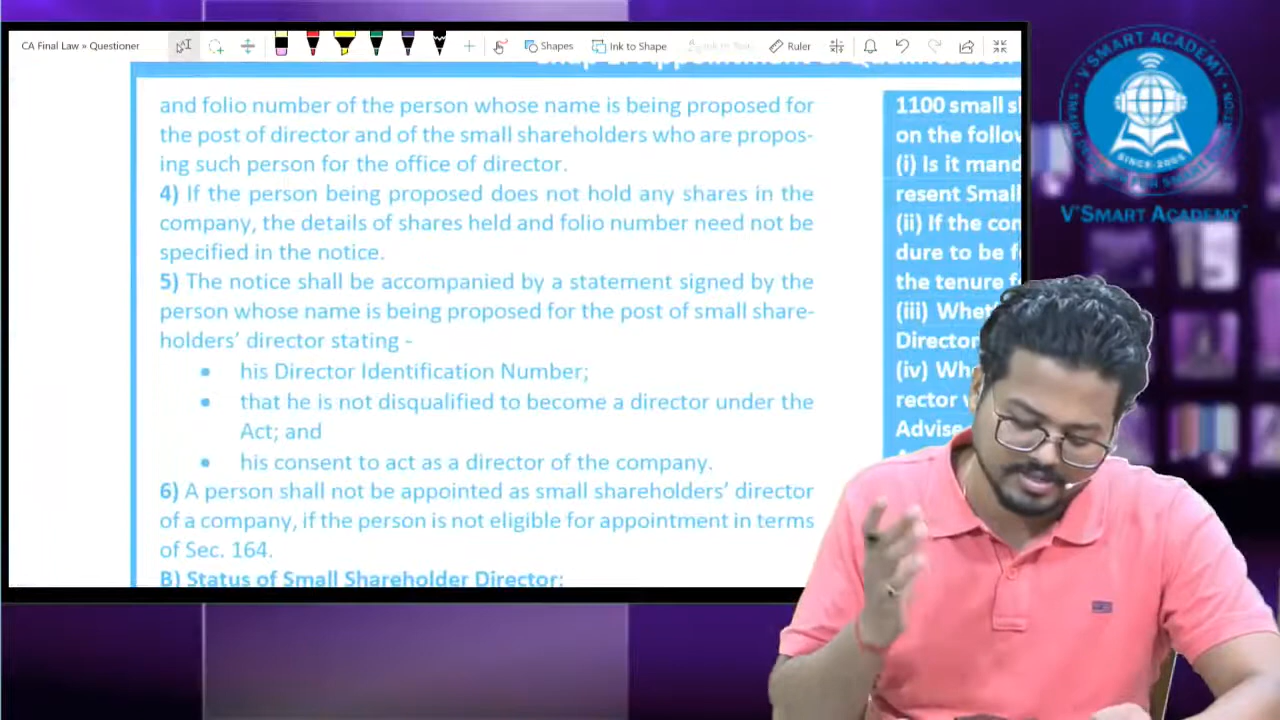 CA Final Law » Questioner
Shapes
Ink to Shape
Ruler
and folio number of the person whose name is being proposed for
the post of director and of the small shareholders who are propos-
ing such person for the office of director.
4) If the person being proposed does not hold any shares in the
company, the details of shares held and folio number need not be
specified in the notice.
5) The notice shall be accompanied by a statement signed by the
person whose name is being proposed for the post of small share-
holders’ director stating -
• his Director Identification Number;
• that he is not disqualified to become a director under the
Act; and
• his consent to act as a director of the company.
6) A person shall not be appointed as small shareholders’ director
of a company, if the person is not eligible for appointment in terms
of Sec. 164.
B) Status of Small Shareholder Director:
1100 small
on the
(i) Is it
resent
(ii) If the
dure to be
the tenure
(iii)
(iv)
Advise
V'SMART ACADEMY
SINCE-2005
V'SMART ACADEMY